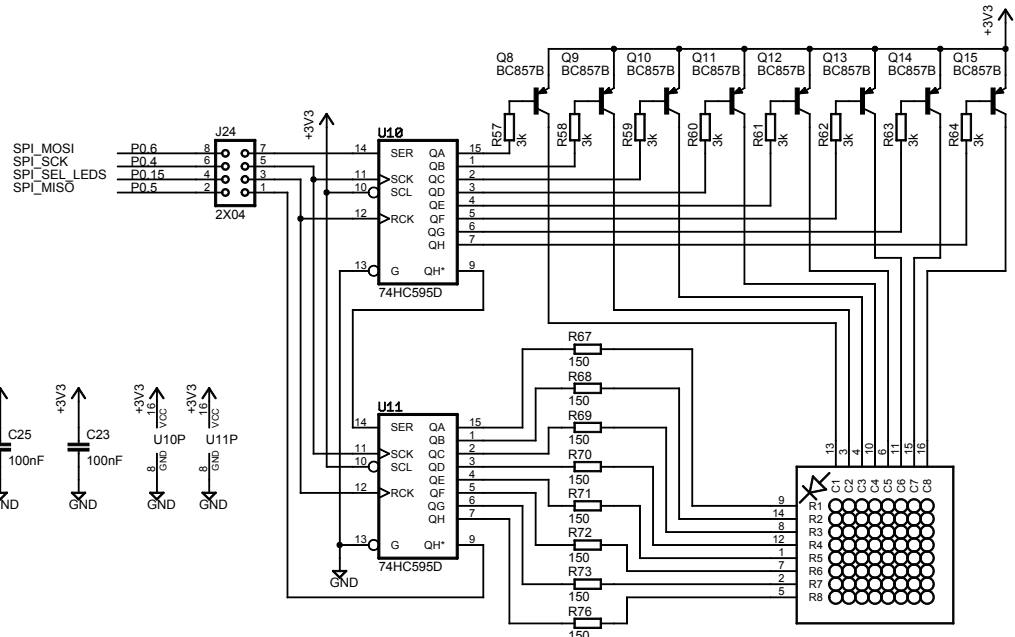 +3V3
Q8 Q9 Q10 Q11 Q12 Q13 Q14 Q15
BC857B BC857B BC857B BC857B BC857B BC857B BC857B BC857B
R57 3k R58 3k R59 3k R60 3k R61 3k R62 3k R63 3k R64 3k
+3V3
J24
SPI_MOSI P0.6 8 7
SPI_SCK P0.4 6 5
SPI_SEL_LEDS P0.15 4 3
SPI_MISO P0.5 2 1
2X04
U10
14 SER QA 15
QB 1
11 SCK QC 2
10 SCL QD 3
QE 4
12 RCK QF 5
QG 6
QH 7
13 G QH* 9
74HC595D
R67
150
R68
150
R69
150
R70
150
R71
150
R72
150
R73
150
R76
150
U11
14 SER QA 15
QB 1
11 SCK QC 2
10 SCL QD 3
QE 4
12 RCK QF 5
QG 6
QH 7
13 G QH* 9
74HC595D
GND
C25
100nF
ND
+3V3
C23
100nF
GND
+3V3
16
VCC
U10P
8
GND
GND
+3V3
16
VCC
U11P
8
GND
GND
13 3 4 10 6 11 15 16
C1 C2 C3 C4 C5 C6 C7 C8
9 R1
14 R2
8 R3
12 R4
1 R5
7 R6
2 R7
5 R8